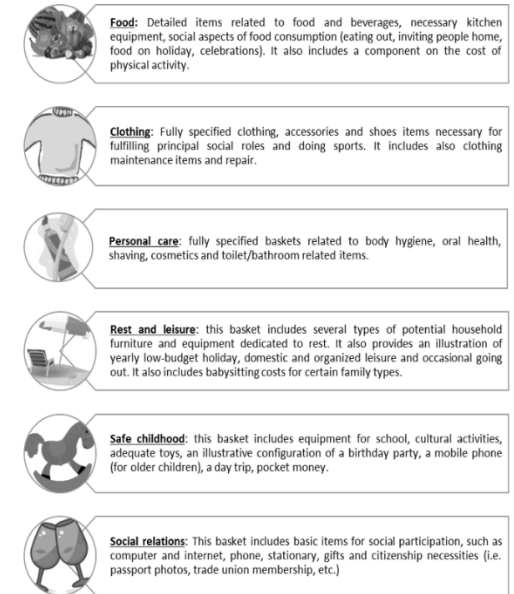 Food: Detailed items related to food and beverages, necessary kitchen
equipment, social aspects of food consumption (eating out, inviting people home,
food on holiday, celebrations). It also includes a component on the cost of
physical activity.
Clothing: Fully specified clothing, accessories and shoes items necessary for
fulfilling principal social roles and doing sports. It includes also clothing
maintenance items and repair.
Personal care: fully specified baskets related to body hygiene, oral health,
shaving, cosmetics and toilet/bathroom related items.
Rest and leisure: this basket includes several types of potential household
furniture and equipment dedicated to rest. It also provides an illustration of
yearly low-budget holiday, domestic and organized leisure and occasional going
out. It also includes babysitting costs for certain family types.
Safe childhood: this basket includes equipment for school, cultural activities,
adequate toys, an illustrative configuration of a birthday party, a mobile phone
(for older children), a day trip, pocket money.
Social relations: This basket includes basic items for social participation, such as
computer and internet, phone, stationary, gifts and citizenship necessities (i.e.
passport photos, trade union membership, etc.)